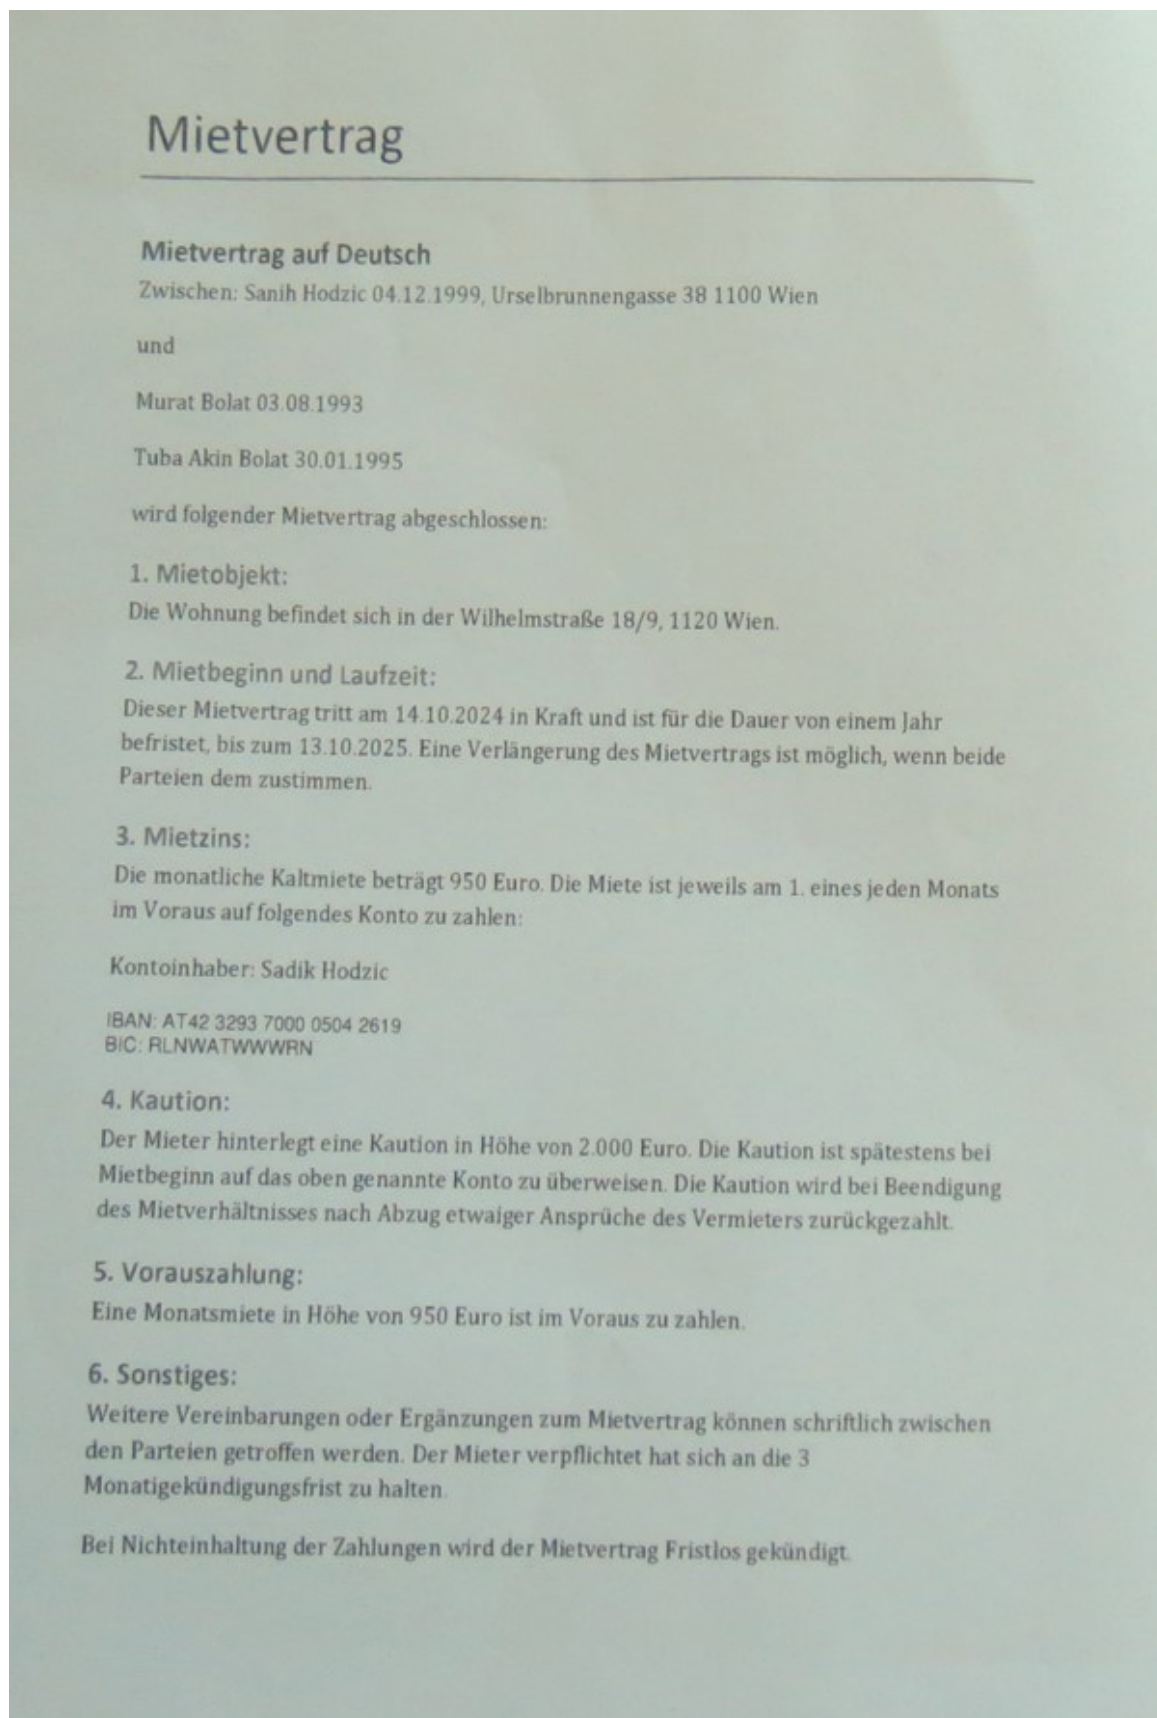 Mietvertrag
Mietvertrag auf Deutsch
Zwischen: Sanih Hodzic 04.12.1999, Urselbrunnengasse 38 1100 Wien
und
Murat Bolat 03.08.1993
Tuba Akin Bolat 30.01.1995
wird folgender Mietvertrag abgeschlossen:
1. Mietobjekt:
Die Wohnung befindet sich in der Wilhelmstraße 18/9, 1120 Wien.
2. Mietbeginn und Laufzeit:
Dieser Mietvertrag tritt am 14.10.2024 in Kraft und ist für die Dauer von einem Jahr
befristet, bis zum 13.10.2025. Eine Verlängerung des Mietvertrags ist möglich, wenn beide
Parteien dem zustimmen.
3. Mietzins:
Die monatliche Kaltmiete beträgt 950 Euro. Die Miete ist jeweils am 1. eines jeden Monats
im Voraus auf folgendes Konto zu zahlen:
Kontoinhaber: Sadik Hodzic
IBAN: AT42 3293 7000 0504 2619
BIC: RLNWATWWWRN
4. Kaution:
Der Mieter hinterlegt eine Kaution in Höhe von 2.000 Euro. Die Kaution ist spätestens bei
Mietbeginn auf das oben genannte Konto zu überweisen. Die Kaution wird bei Beendigung
des Mietverhältnisses nach Abzug etwaiger Ansprüche des Vermieters zurückgezahlt.
5. Vorauszahlung:
Eine Monatsmiete in Höhe von 950 Euro ist im Voraus zu zahlen.
6. Sonstiges:
Weitere Vereinbarungen oder Ergänzungen zum Mietvertrag können schriftlich zwischen
den Parteien getroffen werden. Der Mieter verpflichtet hat sich an die 3
Monatigekündigungsfrist zu halten.
Bei Nichteinhaltung der Zahlungen wird der Mietvertrag Fristlos gekündigt.